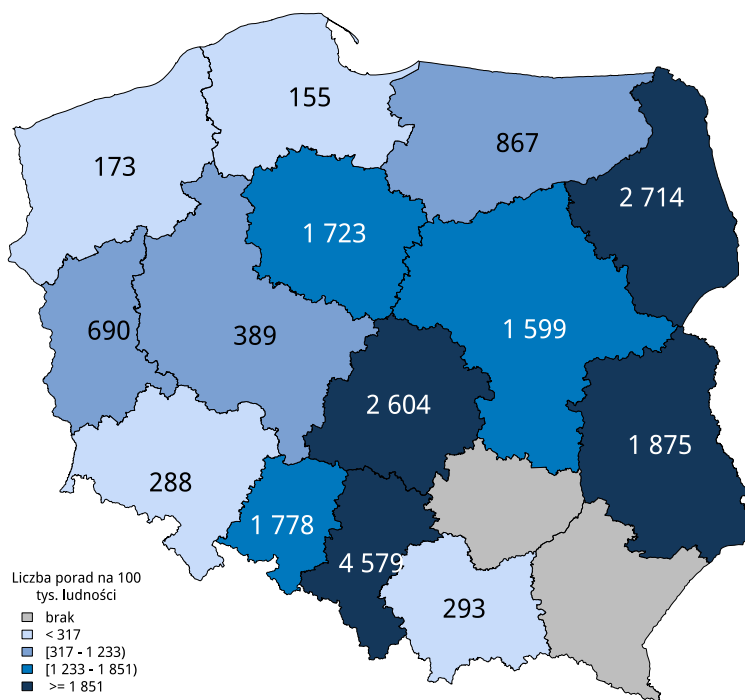 155
867
173
2 714
1 723
690
389
1 599
2 604
1 875
288
1 778
4 579
293
Liczba porad na 100
tys. ludności
brak
< 317
[317 - 1 233)
[1 233 - 1 851)
>= 1 851